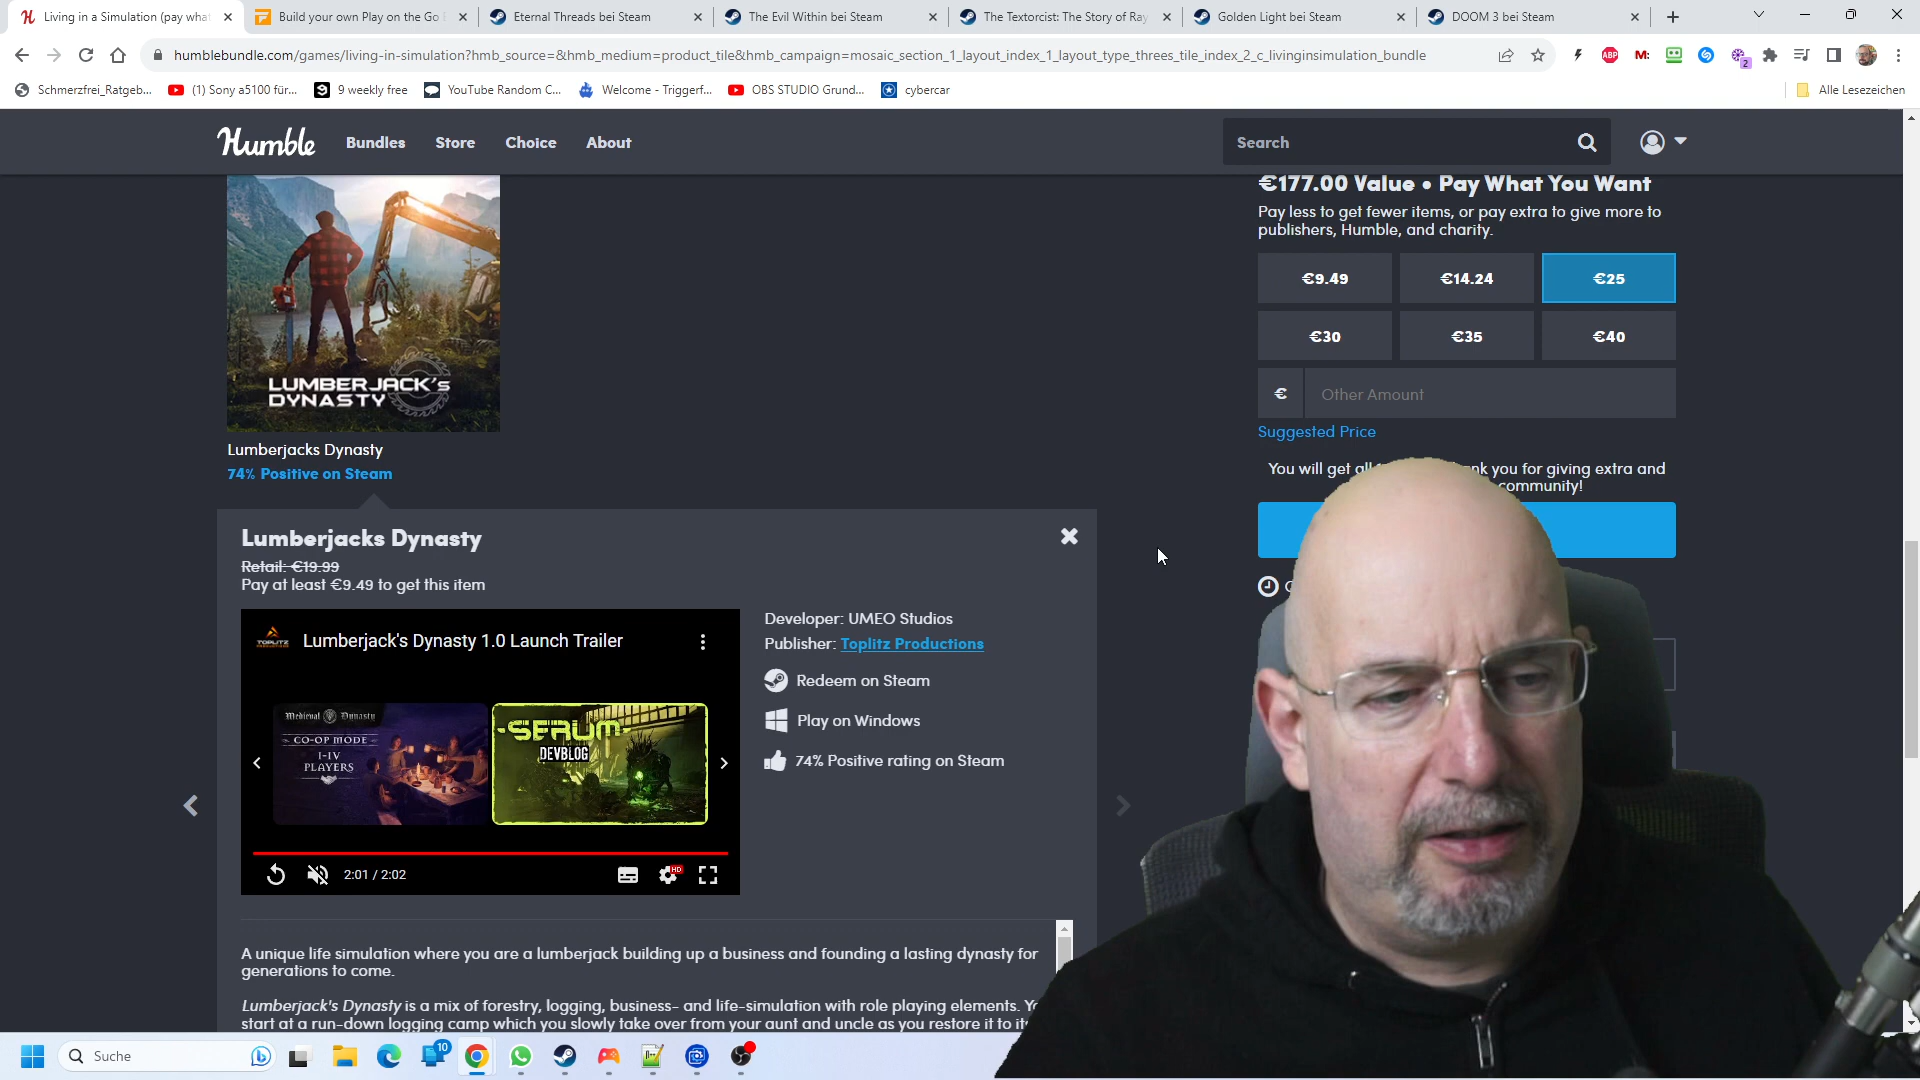 Living in a Simulation (pay what
Build your own Play on the Go
Eternal Threads bei Steam
The Evil Within bei Steam
The Textorcist: The Story of Ray
Golden Light bei Steam
DOOM 3 bei Steam
humblebundle.com/games/living-in-simulation?hmb_source=&hmb_medium=product_tile&hmb_campaign=mosaic_section_1_layout_index_1_layout_type_threes_tile_index_2_c_livinginsimulation_bundle
ABP
M:
2
Schmerzfrei_Ratgeb...
(1) Sony a5100 für...
9 weekly free
YouTube Random C...
Welcome - Triggerf...
OBS STUDIO Grund...
cybercar
Alle Lesezeichen
Humble
Bundles
Store
Choice
About
Search
€177.00 Value • Pay What You Want
Pay less to get fewer items, or pay extra to give more to
publishers, Humble, and charity.
€9.49
€14.24
€25
€30
€35
€40
€
Other Amount
Suggested Price
You will get all
nk you for giving extra and
community!
LUMBERJACK's
DYNASTY
Lumberjacks Dynasty
74% Positive on Steam
Lumberjacks Dynasty
Retail: €19.99
Pay at least €9.49 to get this item
TOPLITZ
Lumberjack's Dynasty 1.0 Launch Trailer
Medieval Dynasty
CO-OP MODE
I-IV
PLAYERS
SERUM
DEVBLOG
2:01 / 2:02
HD
Developer: UMEO Studios
Publisher: Toplitz Productions
Redeem on Steam
Play on Windows
74% Positive rating on Steam
A unique life simulation where you are a lumberjack building up a business and founding a lasting dynasty for
generations to come.
Lumberjack's Dynasty is a mix of forestry, logging, business- and life-simulation with role playing elements.
start at a run-down logging camp which you slowly take over from your aunt and uncle as you restore it to
Suche
10